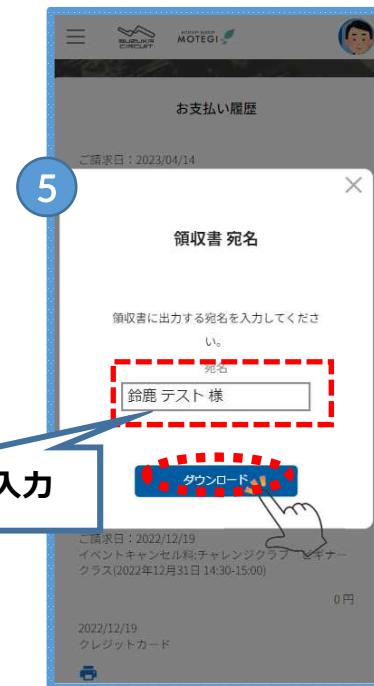 SUZUKA
CIRCUIT
MOTEGI
お支払い履歴
ご請求日：2023/04/14
5
領収書 宛名
領収書に出力する宛名を入力してくださ
い。
宛名
鈴鹿 テスト 様
入力
ダウンロード
ご請求日：2022/12/19
イベントキャンセル料:チャレンジクラブ　ビギナー
クラス(2022年12月31日 14:30-15:00)
0 円
2022/12/19
クレジットカード